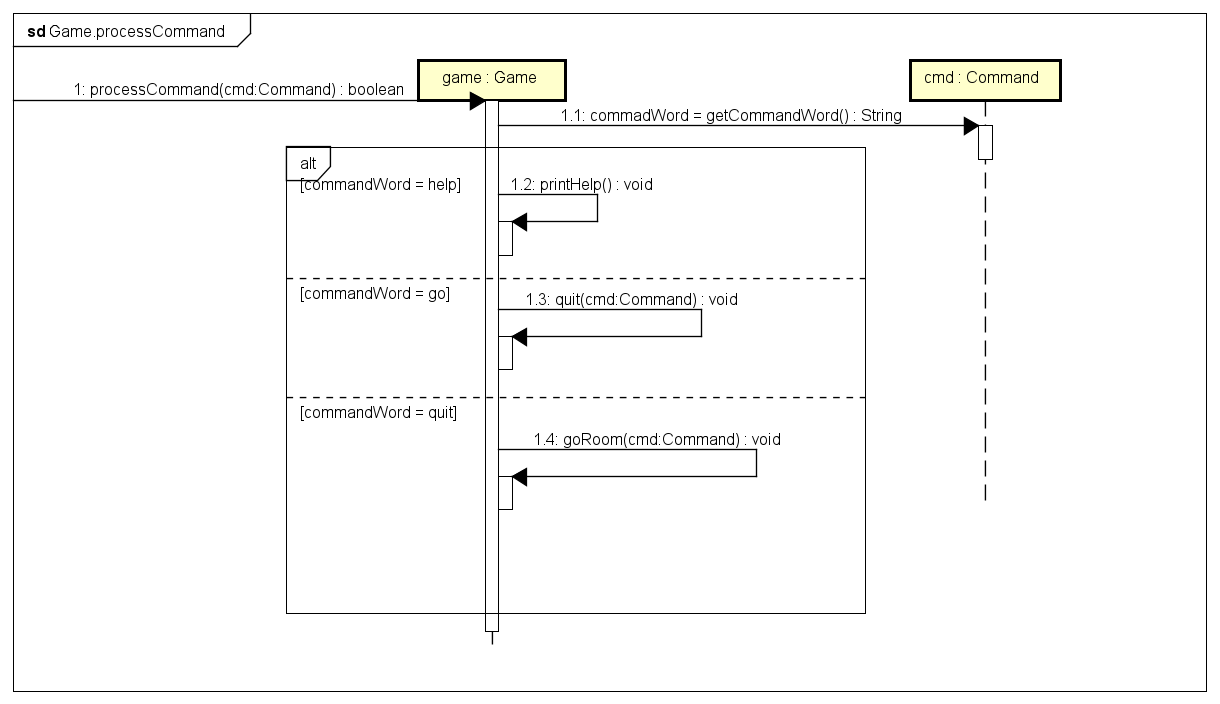 sd Game.processCommand
game : Game
cmd : Command
1: processCommand(cmd:Command) : boolean
1.1: commadWord = getCommandWord() : String
alt
[commandWord = help]
1.2: printHelp() : void
[commandWord = go]
1.3: quit(cmd:Command) : void
[commandWord = quit]
1.4: goRoom(cmd:Command) : void